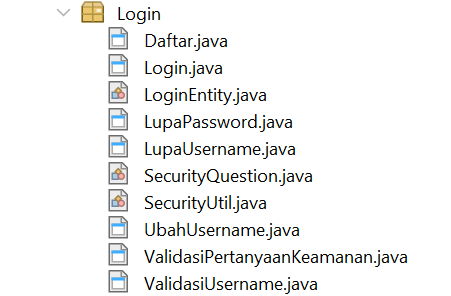 Login
Daftar.java
Login.java
LoginEntity.java
LupaPassword.java
LupaUsername.java
SecurityQuestion.java
SecurityUtil.java
UbahUsername.java
ValidasiPertanyaanKeamanan.java
ValidasiUsername.java